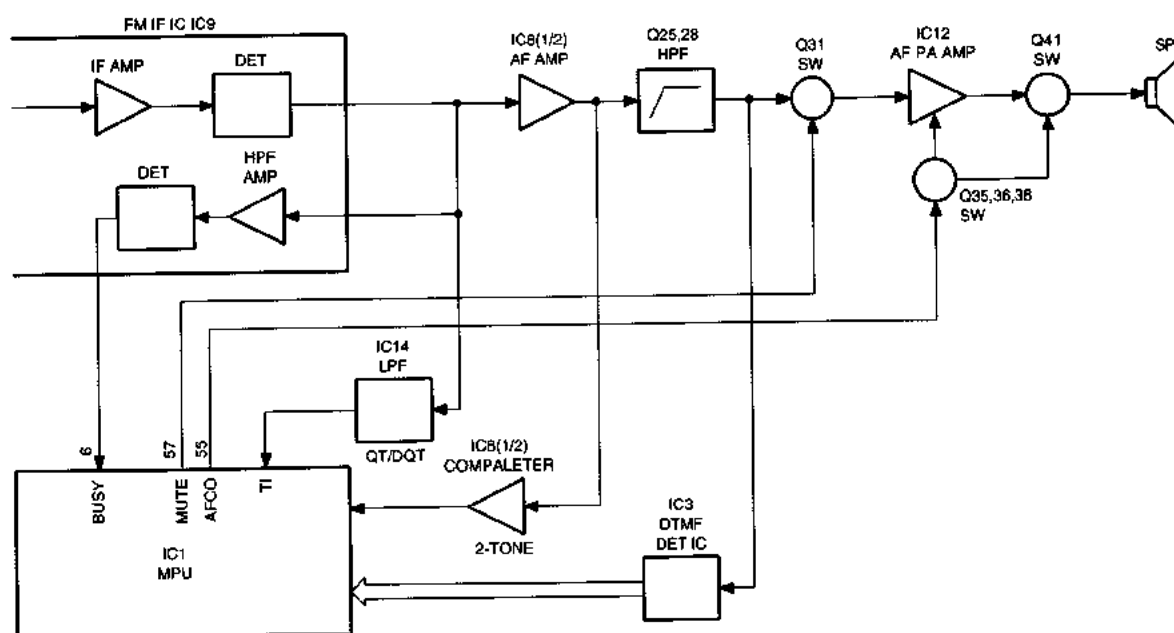 FM IF IC IC9
IF AMP
DET
DET
HPF
AMP
IC8(1/2)
AF AMP
Q25,28
HPF
Q31
SW
IC12
AF PA AMP
Q41
SW
SP
Q35,36,38
SW
IC14
LPF
QT/DQT
IC8(1/2)
COMPALETER
2-TONE
IC3
DTMF
DET IC
6
57
55
BUSY
MUTE
AFCO
TI
IC1
MPU